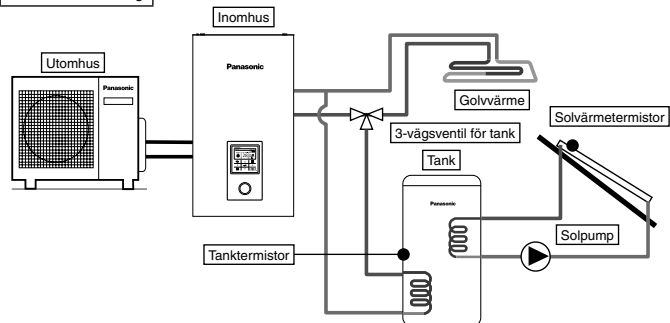 Inomhus
Panasonic
Utomhus
Panasonic
Golvvärme
Solvärmetermistor
3-vägsventil för tank
Tank
Panasonic
Tanktermistor
Solpump